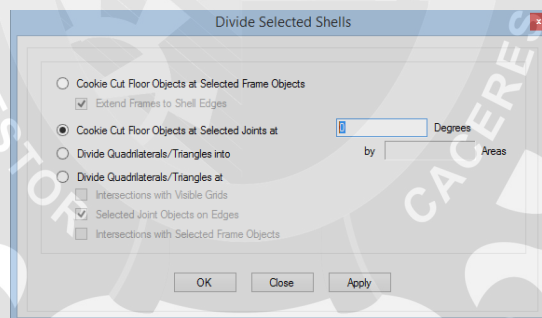 Divide Selected Shells
x
Cookie Cut Floor Objects at Selected Frame Objects
Extend Frames to Shell Edges
Cookie Cut Floor Objects at Selected Joints at 0 Degrees
Divide Quadrilaterals/Triangles into by Areas
Divide Quadrilaterals/Triangles at
Intersections with Visible Grids
Selected Joint Objects on Edges
Intersections with Selected Frame Objects
OK Close Apply
CACERES